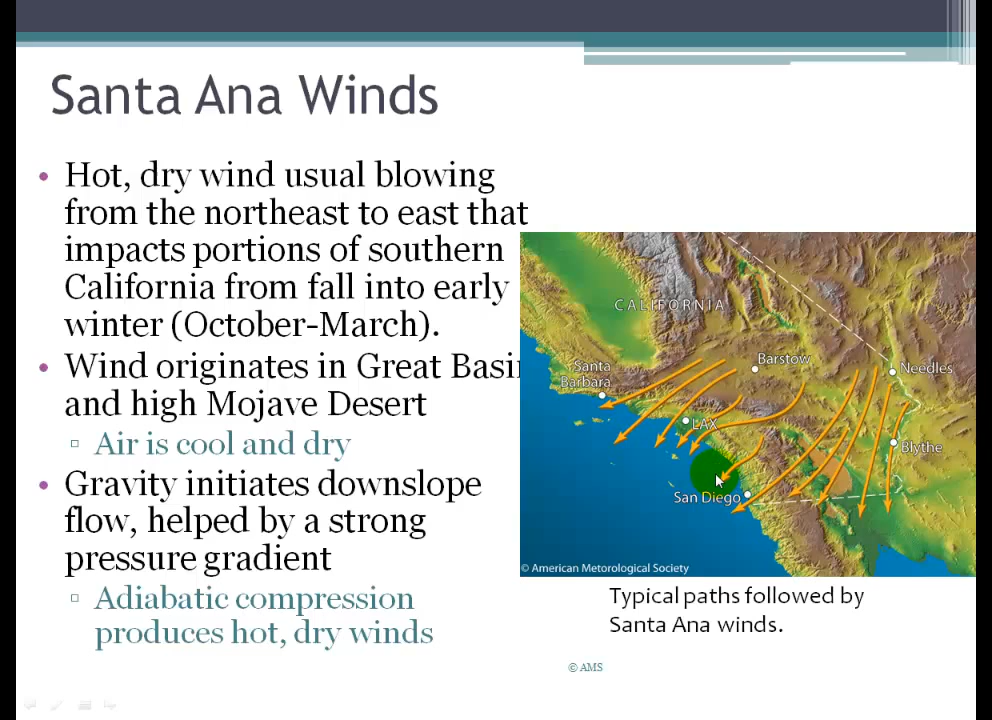 Santa Ana Winds
• Hot, dry wind usual blowing
from the northeast to east that
impacts portions of southern
California from fall into early
winter (October-March).
• Wind originates in Great Basin
and high Mojave Desert
▫ Air is cool and dry
• Gravity initiates downslope
flow, helped by a strong
pressure gradient
▫ Adiabatic compression
produces hot, dry winds
CALIFORNIA
Santa
Barbara
Barstow
Needles
LAX
Blythe
San Diego
© American Metorological Society
Typical paths followed by
Santa Ana winds.
© AMS